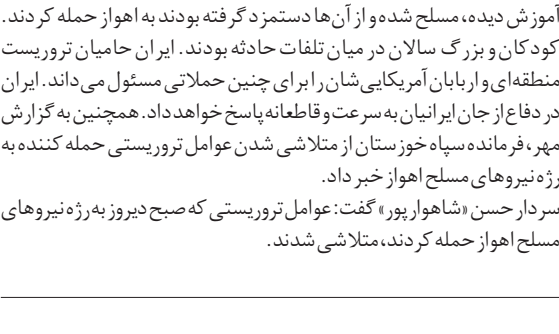 آموزش دیده، مسلح شده و از آن‌ها دستمزد گرفته بودند به اهواز حمله کردند.
کودکان و بزرگ سالان در میان تلفات حادثه بودند. ایران حامیان تروریست
منطقه‌ای و اربابان آمریکایی‌شان را برای چنین حملاتی مسئول می‌داند. ایران
در دفاع از جان ایرانیان به سرعت و قاطعانه پاسخ خواهد داد. همچنین به گزارش
مهر، فرمانده سپاه خوزستان از متلاشی شدن عوامل تروریستی حمله کننده به
رژه نیروهای مسلح اهواز خبر داد.
سردار حسن «شاهوارپور» گفت: عوامل تروریستی که صبح دیروز به رژه نیروهای
مسلح اهواز حمله کردند، متلاشی شدند.